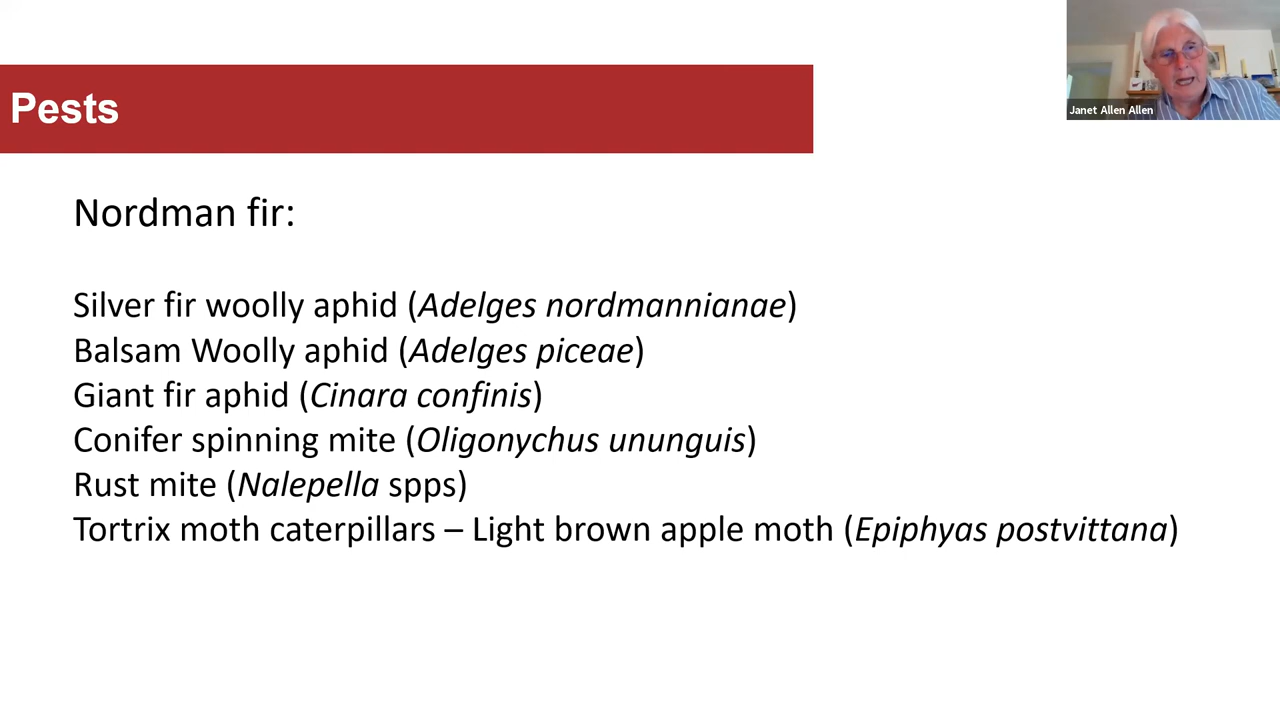 Pests
Janet Allen Allen
Nordman fir:
Silver fir woolly aphid (Adelges nordmannianae)
Balsam Woolly aphid (Adelges piceae)
Giant fir aphid (Cinara confinis)
Conifer spinning mite (Oligonychus ununguis)
Rust mite (Nalepella spps)
Tortrix moth caterpillars – Light brown apple moth (Epiphyas postvittana)